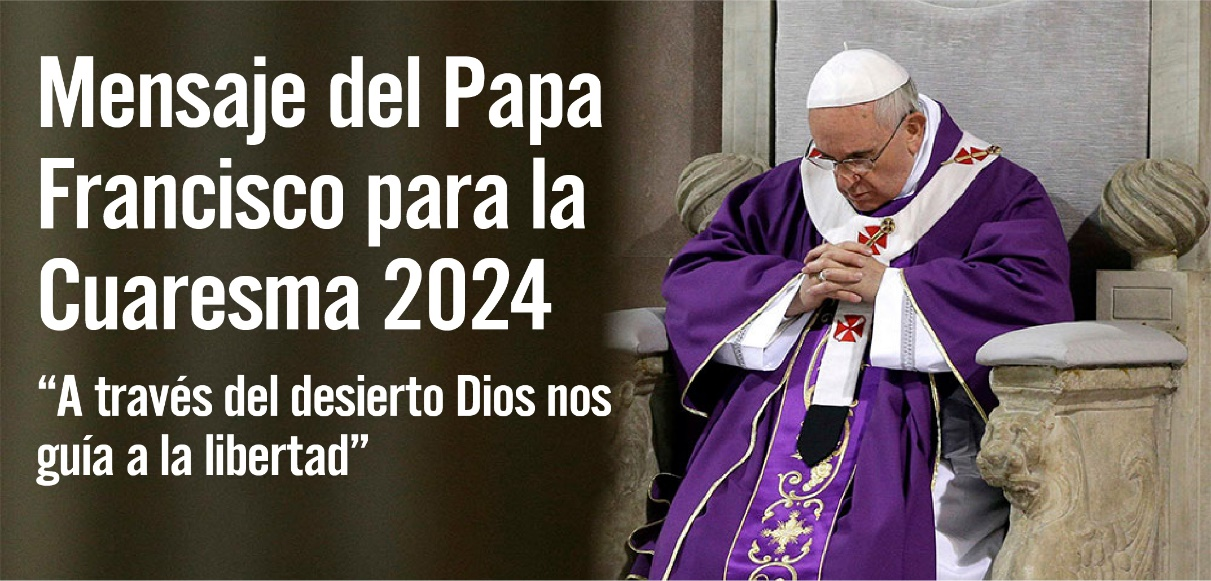 Mensaje del Papa
Francisco para la
Cuaresma 2024
“A través del desierto Dios nos
guía a la libertad”